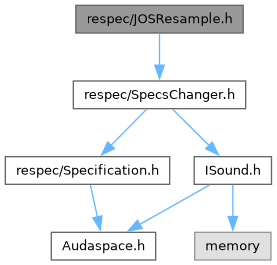 respec/JOSResample.h
respec/SpecsChanger.h
respec/Specification.h
ISound.h
Audaspace.h
memory